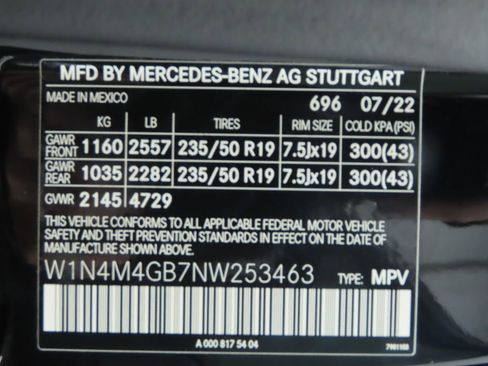 MFD BY MERCEDES-BENZ AG STUTTGART
MADE IN MEXICO 696 07/22
KG LB TIRES RIM SIZE COLD KPA(PSI)
GAWR FRONT 1160 2557 235/50 R19 7.5Jx19 300(43)
GAWR REAR 1035 2282 235/50 R19 7.5Jx19 300(43)
GVWR 2145 4729
THIS VEHICLE CONFORMS TO ALL APPLICABLE FEDERAL MOTOR VEHICLE
SAFETY AND THEFT STANDARDS IN EFFECT ON THE DATE OF
MANUFACTURE SHOWN ABOVE.
W1N4M4GB7NW253463 TYPE: MPV
A 000 817 54 04